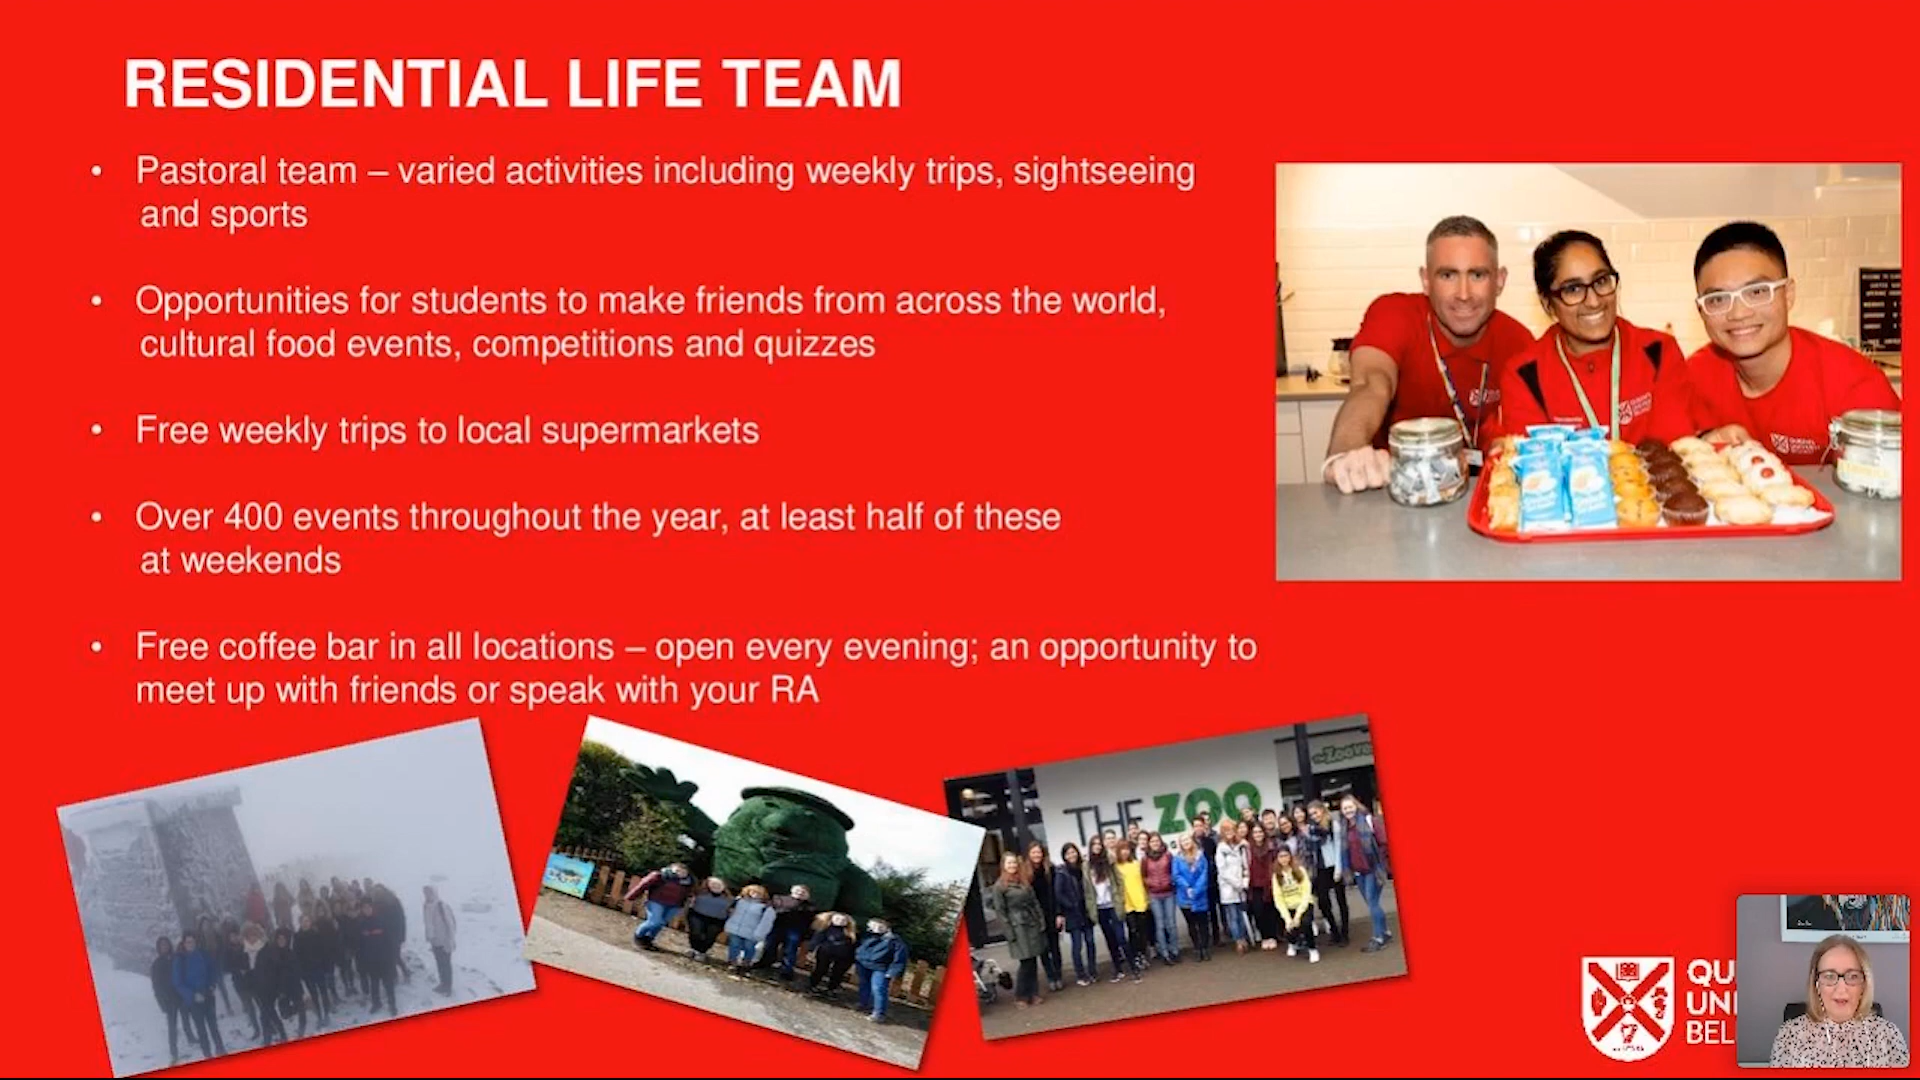 RESIDENTIAL LIFE TEAM
• Pastoral team – varied activities including weekly trips, sightseeing
and sports
• Opportunities for students to make friends from across the world,
cultural food events, competitions and quizzes
• Free weekly trips to local supermarkets
• Over 400 events throughout the year, at least half of these
at weekends
• Free coffee bar in all locations – open every evening; an opportunity to
meet up with friends or speak with your RA
THE ZOO
QU
UNI
BEL